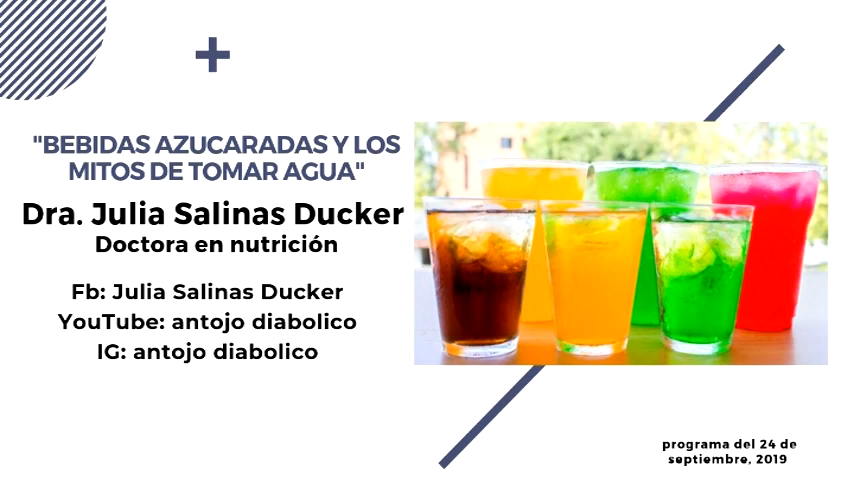 "BEBIDAS AZUCARADAS Y LOS
MITOS DE TOMAR AGUA"
Dra. Julia Salinas Ducker
Doctora en nutrición
Fb: Julia Salinas Ducker
YouTube: antojo diabolico
IG: antojo diabolico
programa del 24 de
septiembre, 2019